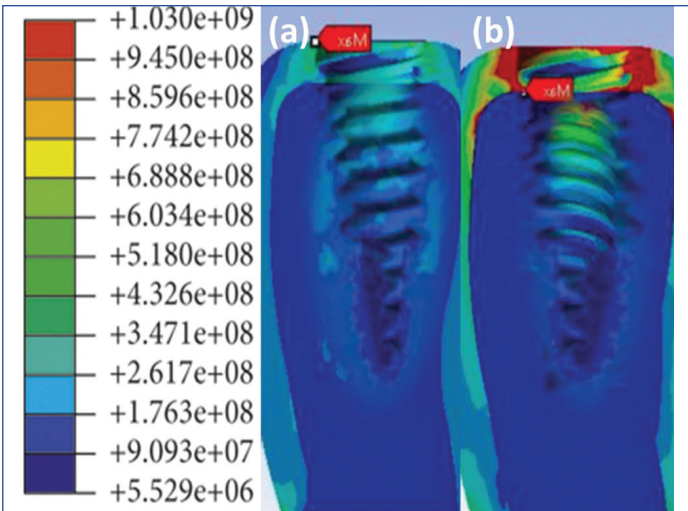 +1.030e+09
+9.450e+08
+8.596e+08
+7.742e+08
+6.888e+08
+6.034e+08
+5.180e+08
+4.326e+08
+3.471e+08
+2.617e+08
+1.763e+08
+9.093e+07
+5.529e+06
(a)
Max
(b)
Max